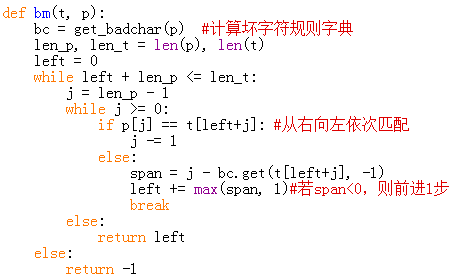 def bm(t, p):
    bc = get_badchar(p)  #计算坏字符规则字典
    len_p, len_t = len(p), len(t)
    left = 0
    while left + len_p <= len_t:
        j = len_p - 1
        while j >= 0:
            if p[j] == t[left+j]: #从右向左依次匹配
                j -= 1
            else:
                span = j - bc.get(t[left+j], -1)
                left += max(span, 1)#若span<0，则前进1步
                break
        else:
            return left
    else:
        return -1